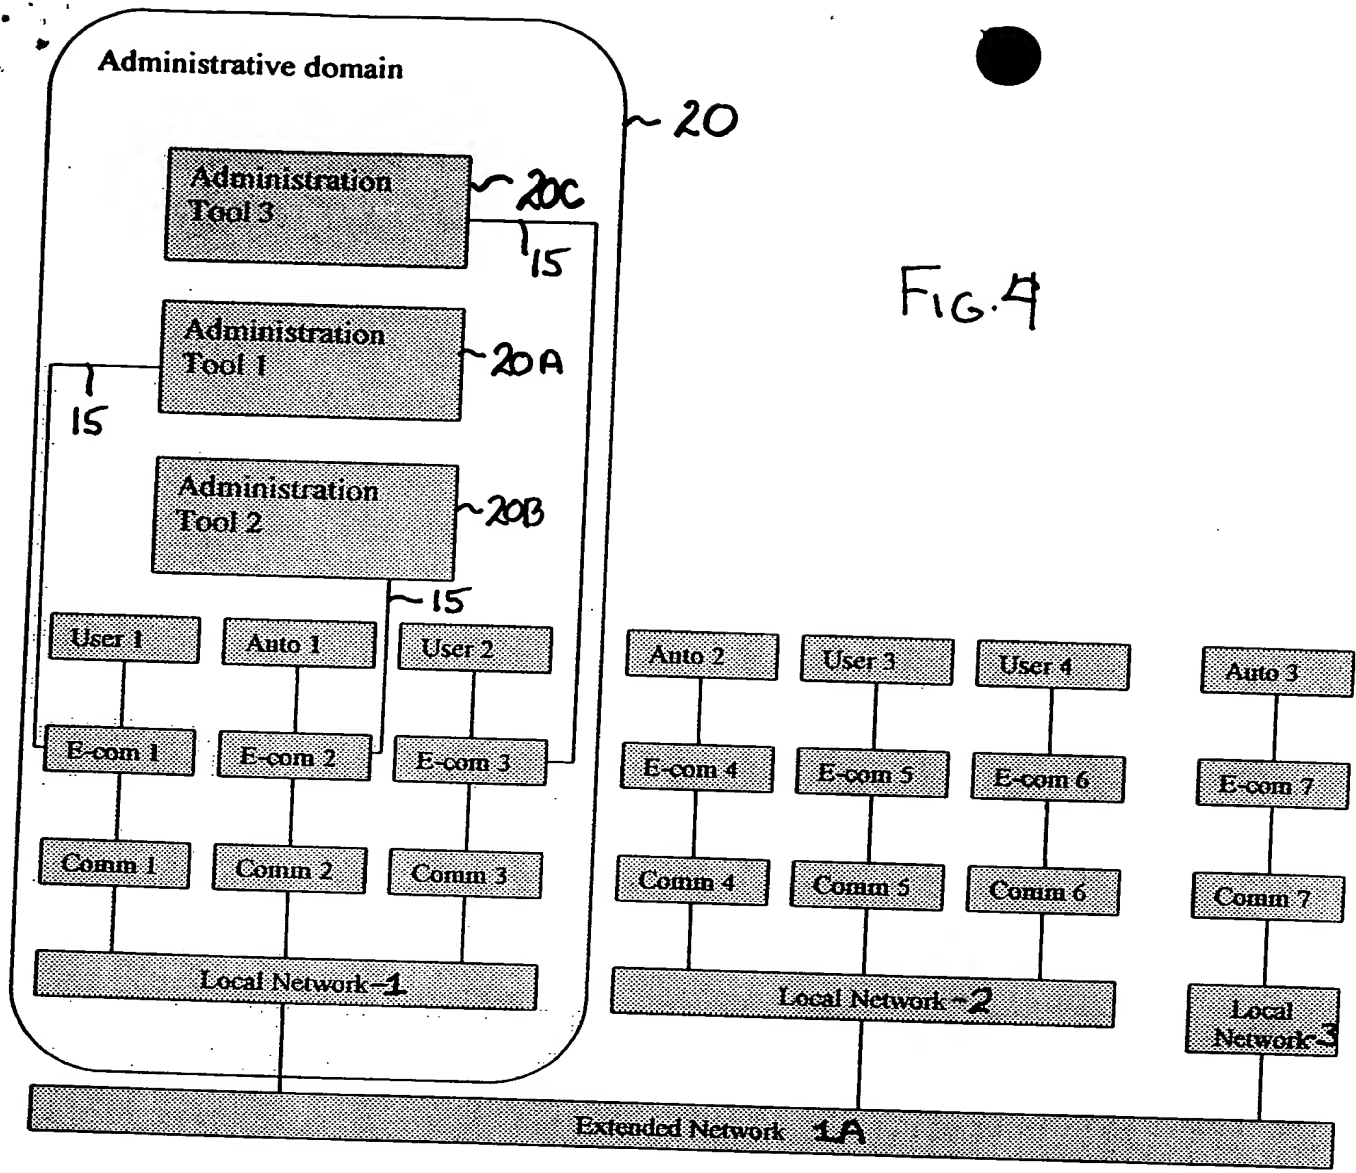 Administrative domain
20
Administration
Tool 3
20C
15
FIG. 4
Administration
Tool 1
20A
15
Administration
Tool 2
20B
15
User 1
Auto 1
User 2
Auto 2
User 3
User 4
Auto 3
E-com 1
E-com 2
E-com 3
E-com 4
E-com 5
E-com 6
E-com 7
Comm 1
Comm 2
Comm 3
Comm 4
Comm 5
Comm 6
Comm 7
Local Network-1
Local Network-2
Local
Network-3
Extended Network 1A